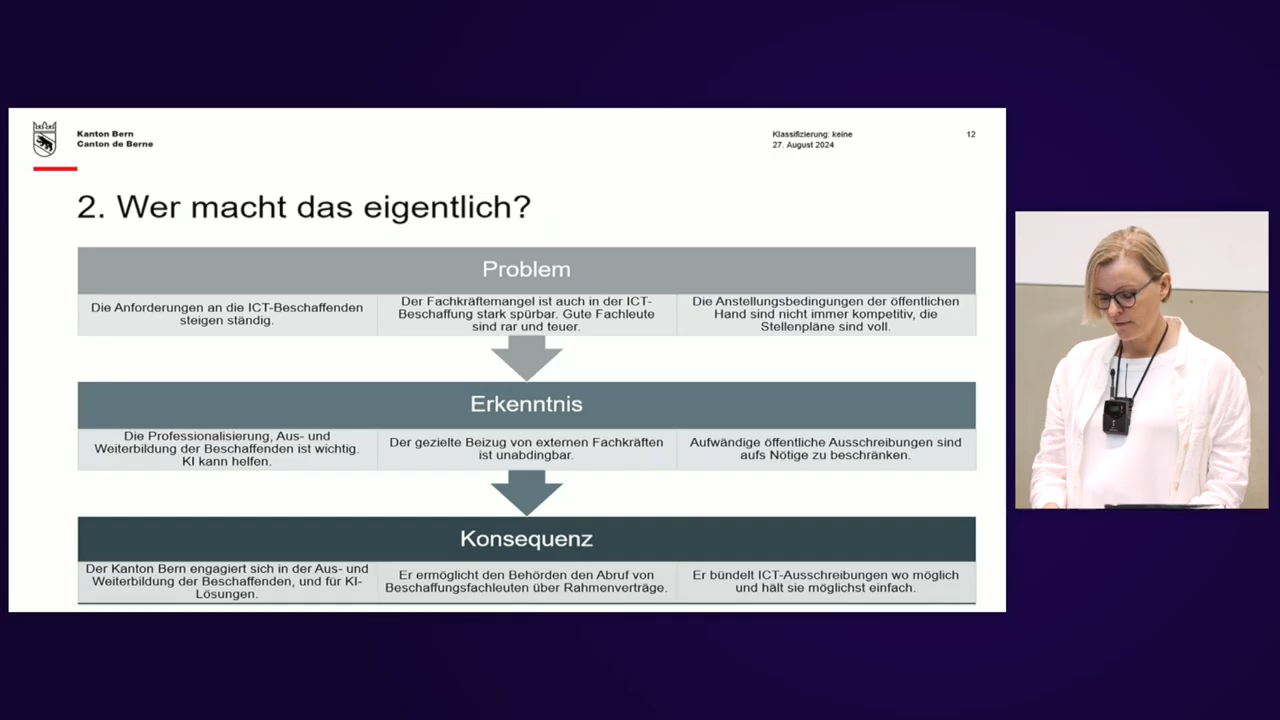 Kanton Bern
Canton de Berne
Klassifizierung: keine
27. August 2024
12
2. Wer macht das eigentlich?
Problem
Die Anforderungen an die ICT-Beschaffenden
steigen ständig.
Der Fachkräftemangel ist auch in der ICT-
Beschaffung stark spürbar. Gute Fachleute
sind rar und teuer.
Die Anstellungsbedingungen der öffentlichen
Hand sind nicht immer kompetitiv, die
Stellenpläne sind voll.
Erkenntnis
Die Professionalisierung, Aus- und
Weiterbildung der Beschaffenden ist wichtig.
KI kann helfen.
Der gezielte Beizug von externen Fachkräften
ist unabdingbar.
Aufwändige öffentliche Ausschreibungen sind
aufs Nötige zu beschränken.
Konsequenz
Der Kanton Bern engagiert sich in der Aus- und
Weiterbildung der Beschaffenden, und für KI-
Lösungen.
Er ermöglicht den Behörden den Abruf von
Beschaffungsfachleuten über Rahmenverträge.
Er bündelt ICT-Ausschreibungen wo möglich
und hält sie möglichst einfach.